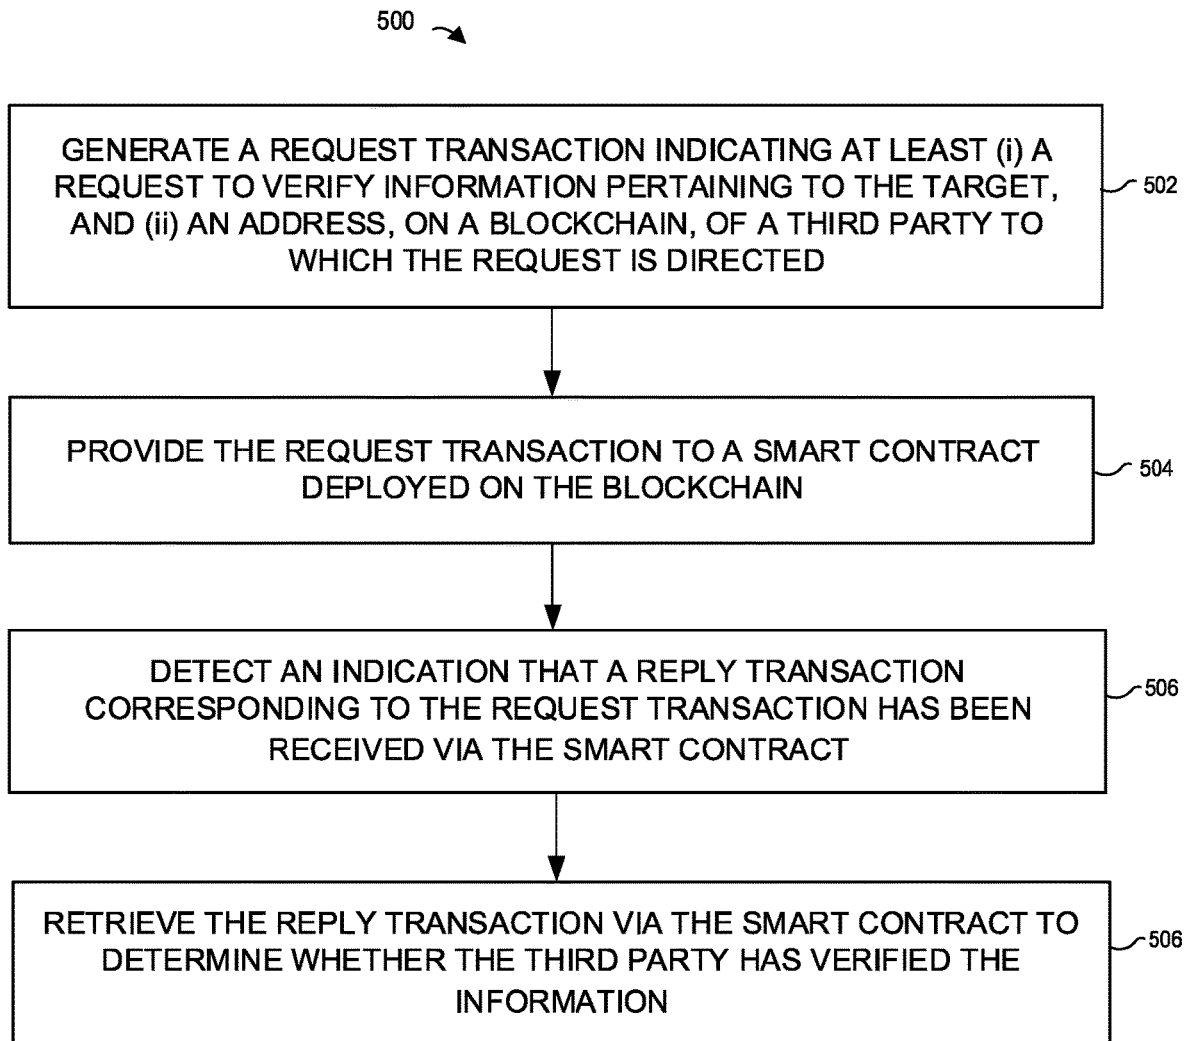 500
GENERATE A REQUEST TRANSACTION INDICATING AT LEAST (i) A
REQUEST TO VERIFY INFORMATION PERTAINING TO THE TARGET,
AND (ii) AN ADDRESS, ON A BLOCKCHAIN, OF A THIRD PARTY TO
WHICH THE REQUEST IS DIRECTED
502
PROVIDE THE REQUEST TRANSACTION TO A SMART CONTRACT
DEPLOYED ON THE BLOCKCHAIN
504
DETECT AN INDICATION THAT A REPLY TRANSACTION
CORRESPONDING TO THE REQUEST TRANSACTION HAS BEEN
RECEIVED VIA THE SMART CONTRACT
506
RETRIEVE THE REPLY TRANSACTION VIA THE SMART CONTRACT TO
DETERMINE WHETHER THE THIRD PARTY HAS VERIFIED THE
INFORMATION
506